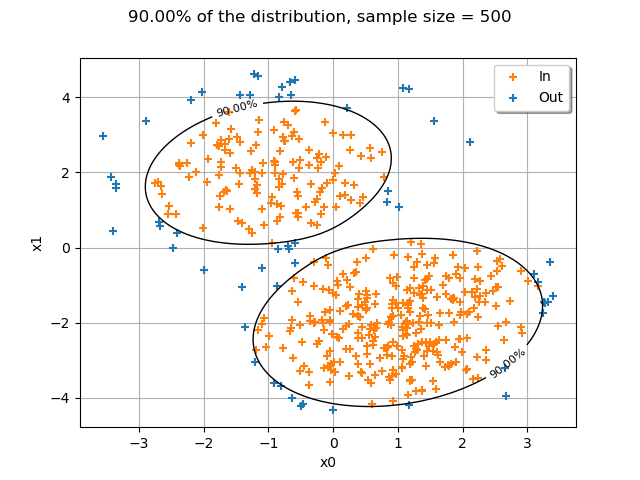 90.00% of the distribution, sample size = 500
In
Out
90.00%
90.00%
4
2
0
−2
−4
x1
−3
−2
−1
0
1
2
3
x0